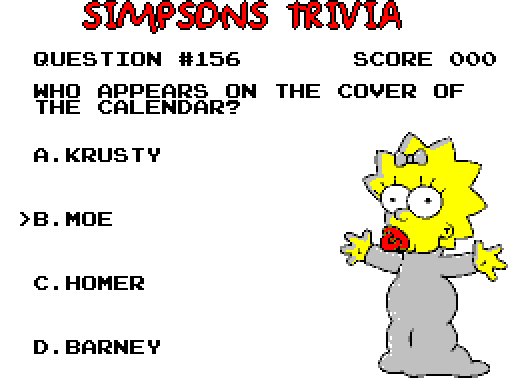 SIMPSONS TRIVIA
QUESTION #156 SCORE 000
WHO APPEARS ON THE COVER OF
THE CALENDAR?
A.KRUSTY
>B.MOE
C.HOMER
D.BARNEY